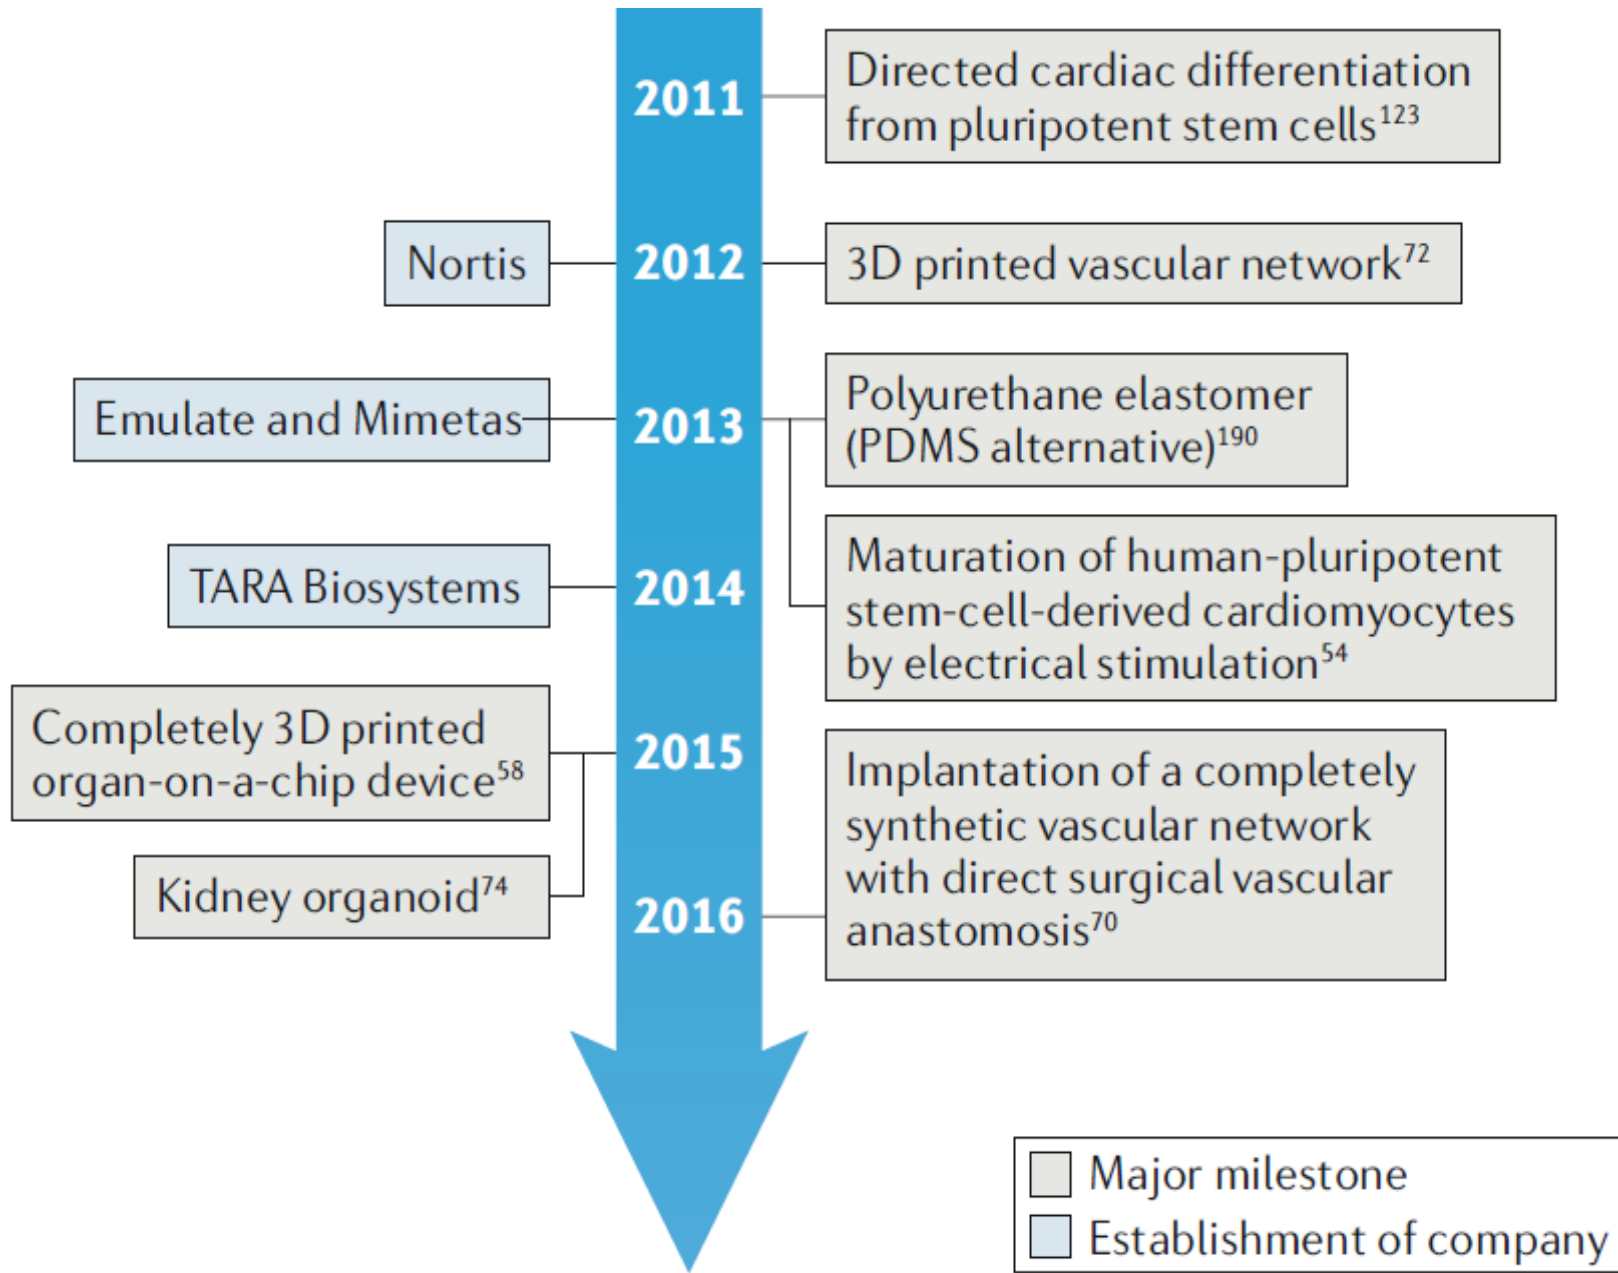 2011
Directed cardiac differentiation
from pluripotent stem cells¹²³
Nortis
2012
3D printed vascular network⁷²
Emulate and Mimetas
2013
Polyurethane elastomer
(PDMS alternative)¹⁹⁰
Maturation of human-pluripotent
stem-cell-derived cardiomyocytes
by electrical stimulation⁵⁴
TARA Biosystems
2014
Completely 3D printed
organ-on-a-chip device⁵⁸
Kidney organoid⁷⁴
2015
2016
Implantation of a completely
synthetic vascular network
with direct surgical vascular
anastomosis⁷⁰
Major milestone
Establishment of company